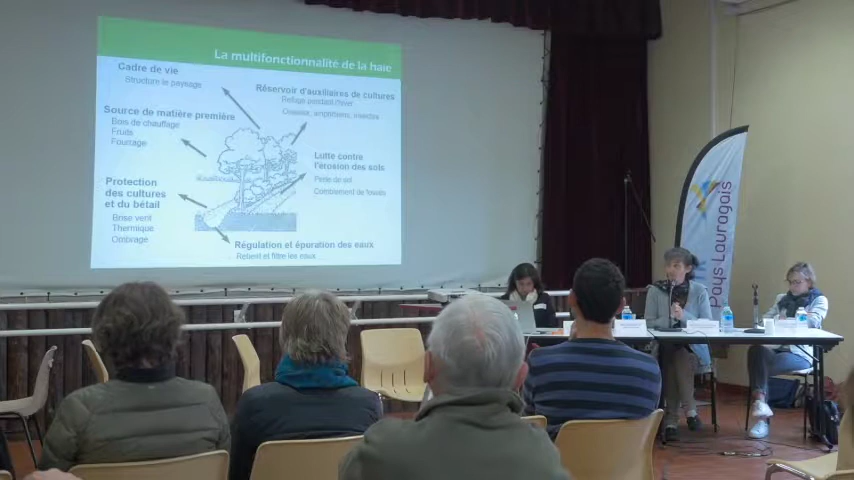 La multifonctionnalité de la haie
Cadre de vie
Structure le paysage
Réservoir d'auxiliaires de cultures
Refuge pendant l'hiver
Oiseaux, amphibiens, insectes
Source de matière première
Bois de chauffage
Fruits
Fourrage
Lutte contre
l'érosion des sols
Perte de sol
Comblement de fossés
Protection
des cultures
et du bétail
Brise vent
Thermique
Ombrage
Régulation et épuration des eaux
Retient et filtre les eaux
Pays Lauragais